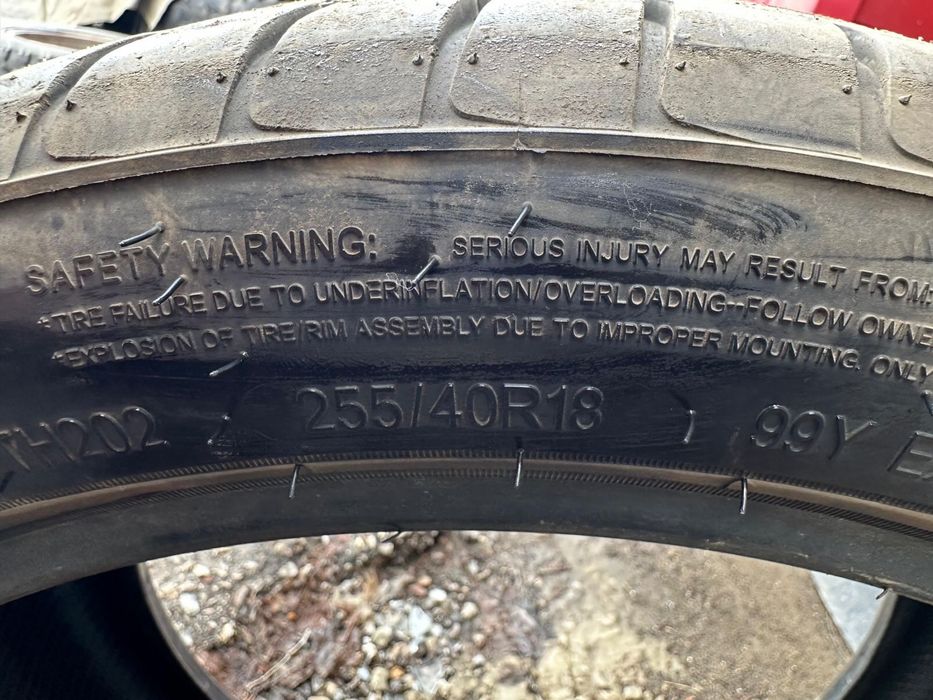 SAFETY WARNING: SERIOUS INJURY MAY RESULT FROM:
*TIRE FAILURE DUE TO UNDERINFLATION/OVERLOADING--FOLLOW OWNE
*EXPLOSION OF TIRE/RIM ASSEMBLY DUE TO IMPROPER MOUNTING. ONLY
TH202 255/40R18 99Y